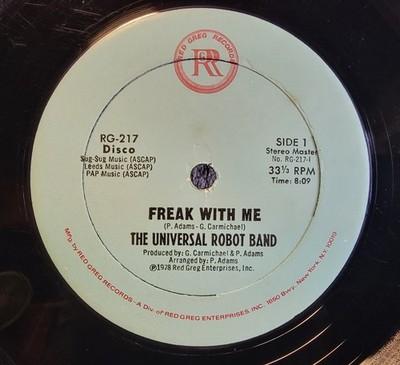 RED GREG RECORDS
RG-217
Disco
Sug-Sug Music (ASCAP)
Leeds Music (ASCAP)
PAP Music (ASCAP)
SIDE 1
Stereo Master
No. RG-217-1
33⅓ RPM
Time: 8:09
FREAK WITH ME
(P. Adams - G. Carmichael)
THE UNIVERSAL ROBOT BAND
Produced by: G. Carmichael & P. Adams
Arranged by: P. Adams
℗1978 Red Greg Enterprises, Inc.
Mfg. by RED GREG RECORDS - A Div. of RED GREG ENTERPRISES, INC. 1650 Bwy. New York, N.Y. 10019